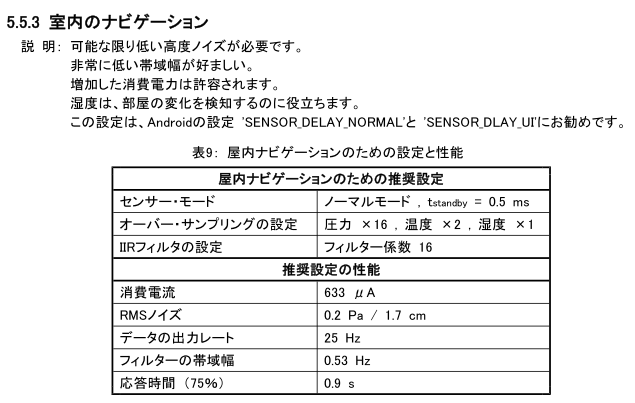 5.5.3 室内のナビゲーション
説 明: 可能な限り低い高度ノイズが必要です。
非常に低い帯域幅が好ましい。
増加した消費電力は許容されます。
湿度は、部屋の変化を検知するのに役立ちます。
この設定は、Androidの設定 'SENSOR_DELAY_NORMAL'と 'SENSOR_DLAY_UI'にお勧めです。
表9: 屋内ナビゲーションのための設定と性能
屋内ナビゲーションのための推奨設定
センサー・モード ノーマルモード , tstandby = 0.5 ms
オーバー・サンプリングの設定 圧力 ×16 , 温度 ×2 , 湿度 ×1
IIRフィルタの設定 フィルター係数 16
推奨設定の性能
消費電流 633 μA
RMSノイズ 0.2 Pa / 1.7 cm
データの出力レート 25 Hz
フィルターの帯域幅 0.53 Hz
応答時間 (75%) 0.9 s